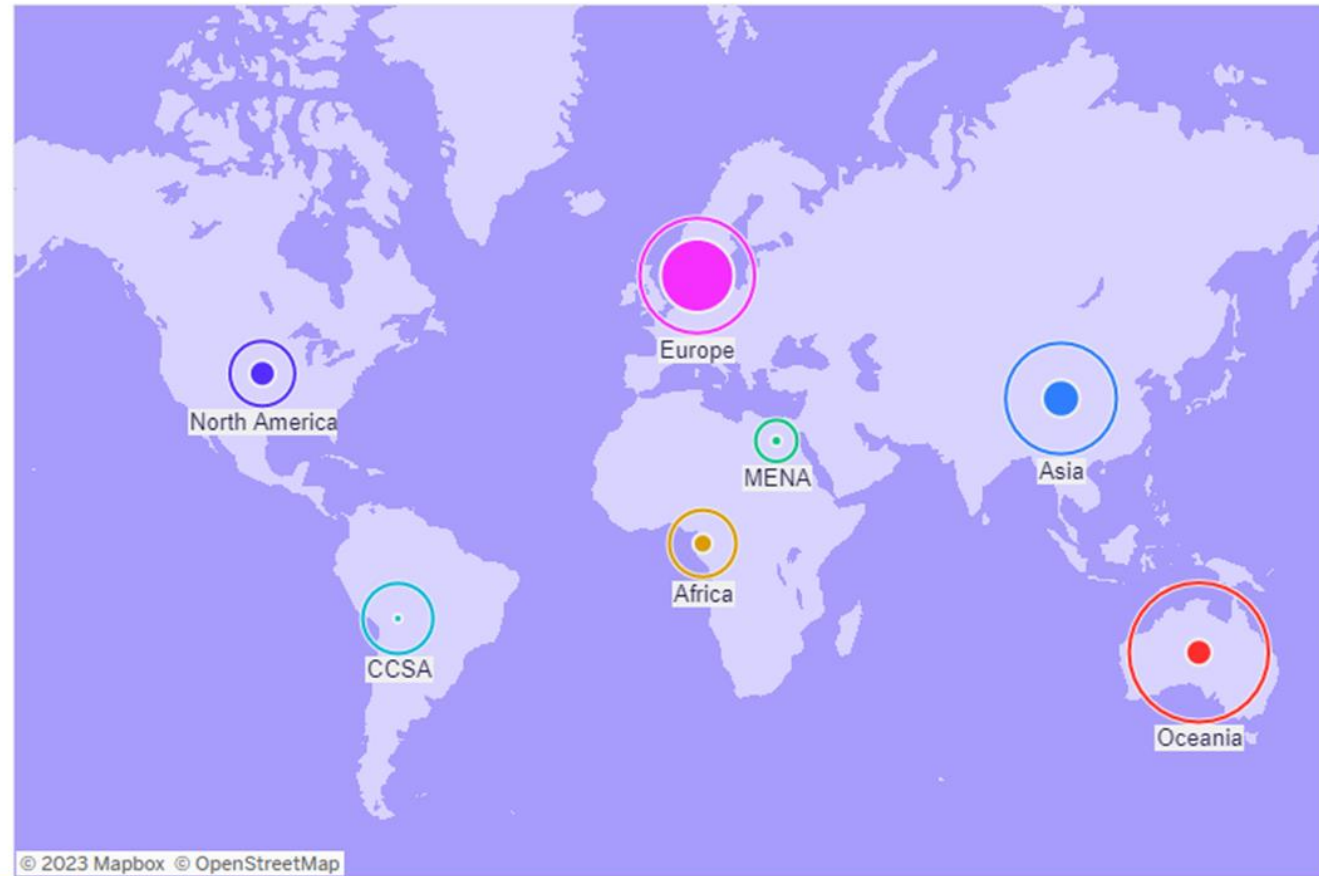 Europe
North America
Asia
MENA
Africa
CCSA
Oceania
© 2023 Mapbox © OpenStreetMap